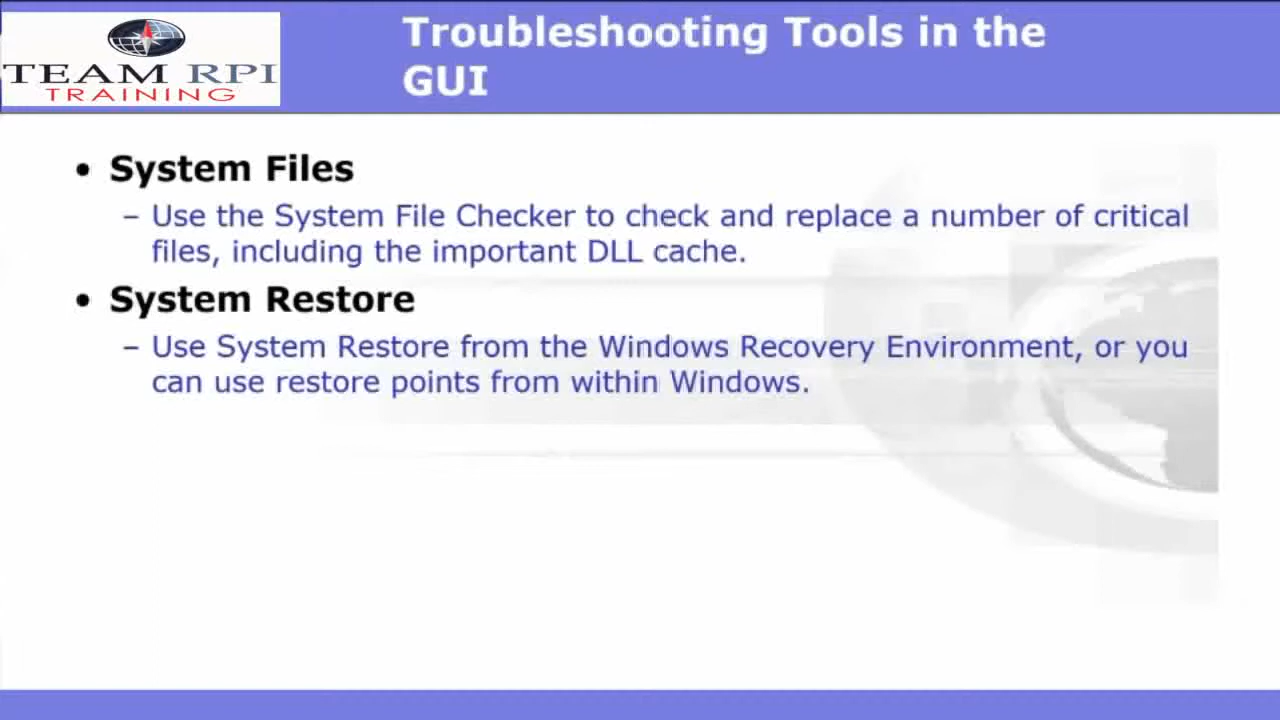 TEAM RPI
TRAINING
Troubleshooting Tools in the
GUI
• System Files
– Use the System File Checker to check and replace a number of critical
files, including the important DLL cache.
• System Restore
– Use System Restore from the Windows Recovery Environment, or you
can use restore points from within Windows.